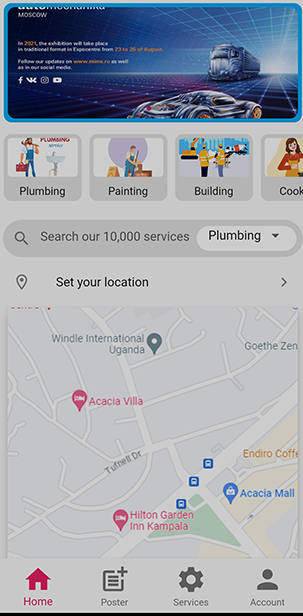 automechanika
MOSCOW
In 2021, the exhibition will take place
in traditional format in Expocentre from 23 to 26 of August.
Follow our updates on www.mims.ru as well
as in our social media.
PLUMBING
SERVICE
Plumbing
Painting
Building
Cook
Search our 10,000 services
Plumbing
Set your location
Windle International
Uganda
Goethe Zen
Acacia Villa
Tufnell Dr
Endiro Coffe
Acacia Mall
Hilton Garden
Inn Kampala
Home
Poster
Services
Account